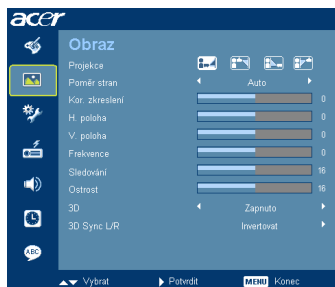 acer
Obraz
Projekce
Poměr stran Auto
Kor. zkreslení 0
H. poloha 0
V. poloha 0
Frekvence 0
Sledování 16
Ostrost 16
3D Zapnuto
3D Sync L/R Invertovat
ABC
Vybrat Potvrdit MENU Konec